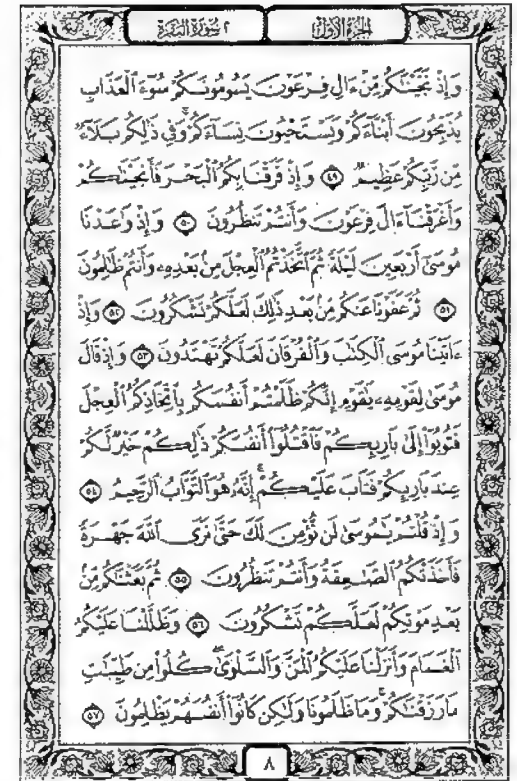 الجزء الأول
٢ سورة البقرة
وَإِذْ نَجَّيْنَٰكُم مِّنْ ءَالِ فِرْعَوْنَ يَسُومُونَكُمْ سُوٓءَ ٱلْعَذَابِ
يُذَبِّحُونَ أَبْنَآءَكُمْ وَيَسْتَحْيُونَ نِسَآءَكُمْ ۚ وَفِى ذَٰلِكُم بَلَآءٌ
مِّن رَّبِّكُمْ عَظِيمٌ ٤٩ وَإِذْ فَرَقْنَا بِكُمُ ٱلْبَحْرَ فَأَنجَيْنَٰكُمْ
وَأَغْرَقْنَآ ءَالَ فِرْعَوْنَ وَأَنتُمْ تَنظُرُونَ ٥٠ وَإِذْ وَٰعَدْنَا
مُوسَىٰٓ أَرْبَعِينَ لَيْلَةً ثُمَّ ٱتَّخَذْتُمُ ٱلْعِجْلَ مِنۢ بَعْدِهِۦ وَأَنتُمْ ظَٰلِمُونَ
٥١ ثُمَّ عَفَوْنَا عَنكُم مِّنۢ بَعْدِ ذَٰلِكَ لَعَلَّكُمْ تَشْكُرُونَ ٥٢ وَإِذْ
ءَاتَيْنَا مُوسَى ٱلْكِتَٰبَ وَٱلْفُرْقَانَ لَعَلَّكُمْ تَهْتَدُونَ ٥٣ وَإِذْ قَالَ
مُوسَىٰ لِقَوْمِهِۦ يَٰقَوْمِ إِنَّكُمْ ظَلَمْتُمْ أَنفُسَكُم بِٱتِّخَاذِكُمُ ٱلْعِجْلَ
فَتُوبُوٓا۟ إِلَىٰ بَارِئِكُمْ فَٱقْتُلُوٓا۟ أَنفُسَكُمْ ذَٰلِكُمْ خَيْرٌ لَّكُمْ
عِندَ بَارِئِكُمْ فَتَابَ عَلَيْكُمْ ۚ إِنَّهُۥ هُوَ ٱلتَّوَّابُ ٱلرَّحِيمُ ٥٤
وَإِذْ قُلْتُمْ يَٰمُوسَىٰ لَن نُّؤْمِنَ لَكَ حَتَّىٰ نَرَى ٱللَّهَ جَهْرَةً
فَأَخَذَتْكُمُ ٱلصَّٰعِقَةُ وَأَنتُمْ تَنظُرُونَ ٥٥ ثُمَّ بَعَثْنَٰكُم مِّنۢ
بَعْدِ مَوْتِكُمْ لَعَلَّكُمْ تَشْكُرُونَ ٥٦ وَظَلَّلْنَا عَلَيْكُمُ
ٱلْغَمَامَ وَأَنزَلْنَا عَلَيْكُمُ ٱلْمَنَّ وَٱلسَّلْوَىٰ ۖ كُلُوا۟ مِن طَيِّبَٰتِ
مَا رَزَقْنَٰكُمْ ۖ وَمَا ظَلَمُونَا وَلَٰكِن كَانُوٓا۟ أَنفُسَهُمْ يَظْلِمُونَ ٥٧
٨